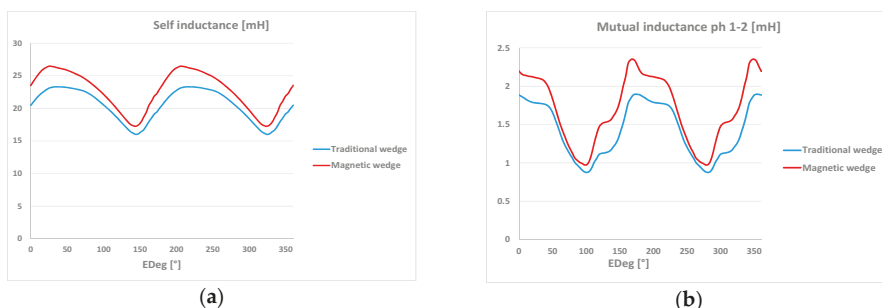 Self inductance [mH]
30
25
20
15
10
5
0
0 50 100 150 200 250 300 350
EDeg [°]
Traditional wedge
Magnetic wedge
(a)
Mutual inductance ph 1-2 [mH]
2.5
2
1.5
1
0.5
0
0 50 100 150 200 250 300 350
EDeg [°]
Traditional wedge
Magnetic wedge
(b)